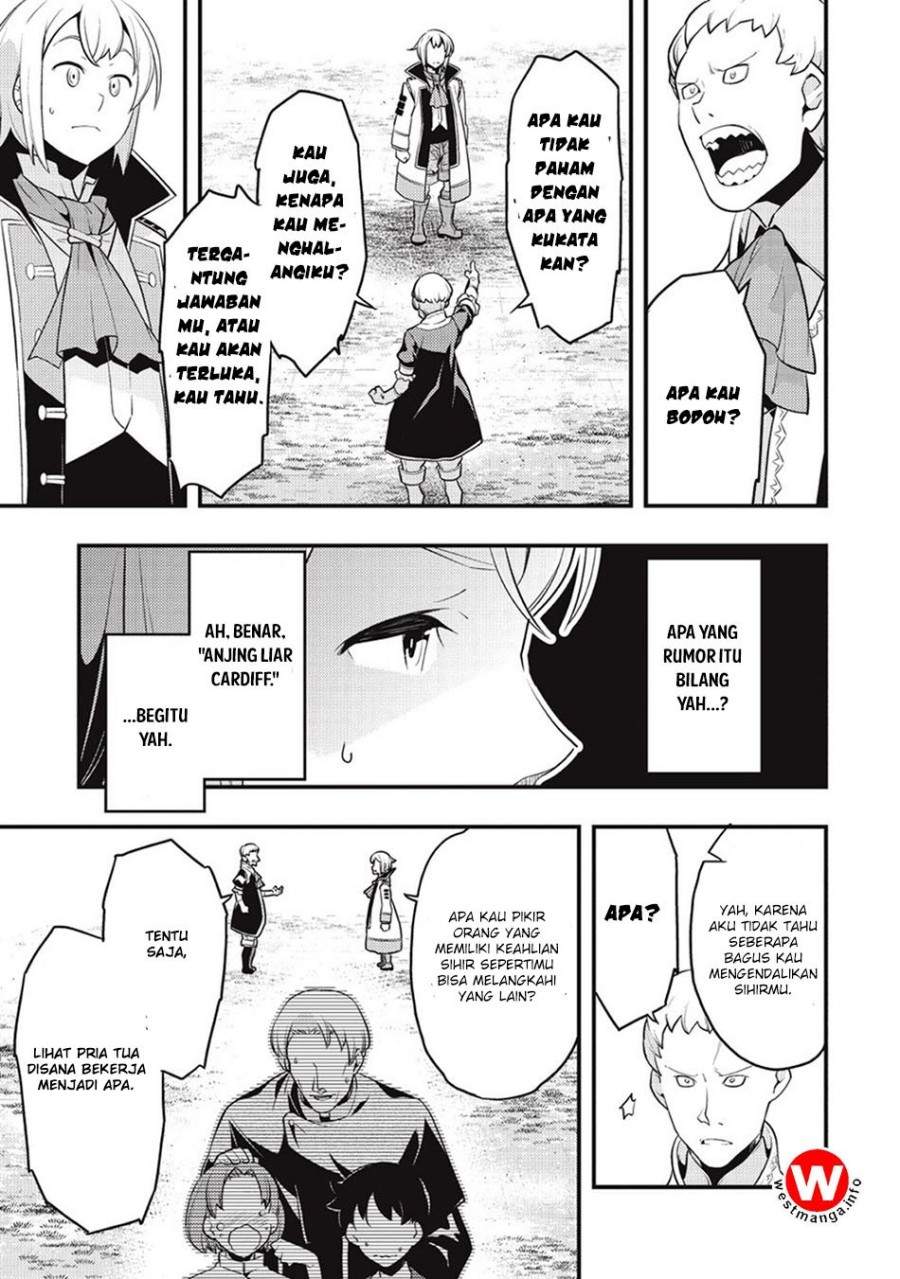 APA KAU
BODOH?
APA KAU
TIDAK
PAHAM
DENGAN
APA YANG
KUKATA
KAN?
KAU
JUGA,
KENAPA
KAU ME-
NGHAL-
ANGIKU?
TERGA-
NTUNG
JAWABAN
MU, ATAU
KAU AKAN
TERLUKA,
KAU TAHU.
APA YANG
RUMOR ITU
BILANG
YAH...?
AH, BENAR,
"ANJING LIAR
CARDIFF."
...BEGITU
YAH.
YAH, KARENA
AKU TIDAK TAHU
SEBERAPA
BAGUS KAU
MENGENDALIKAN
SIHIRMU.
APA?
APA KAU PIKIR
ORANG YANG
MEMILIKI KEAHLIAN
SIHIR SEPERTIMU
BISA MELANGKAHI
YANG LAIN?
TENTU
SAJA,
LIHAT PRIA TUA
DISANA BEKERJA
MENJADI APA.
W
westmanga.info